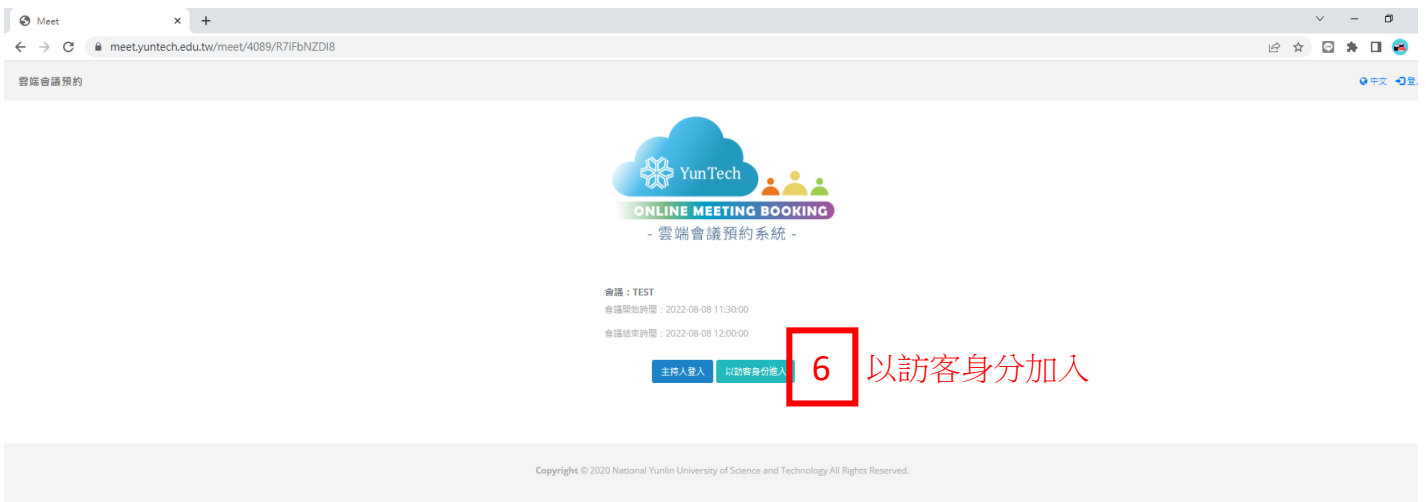 Meet
meet.yuntech.edu.tw/meet/4089/R7iFbNZDI8
雲端會議預約
中文 登
YunTech
ONLINE MEETING BOOKING
- 雲端會議預約系統 -
會議：TEST
會議開始時間：2022-08-08 11:30:00
會議結束時間：2022-08-08 12:00:00
主持人登入 以訪客身份進入 6 以訪客身分加入
Copyright © 2020 National Yunlin University of Science and Technology All Rights Reserved.